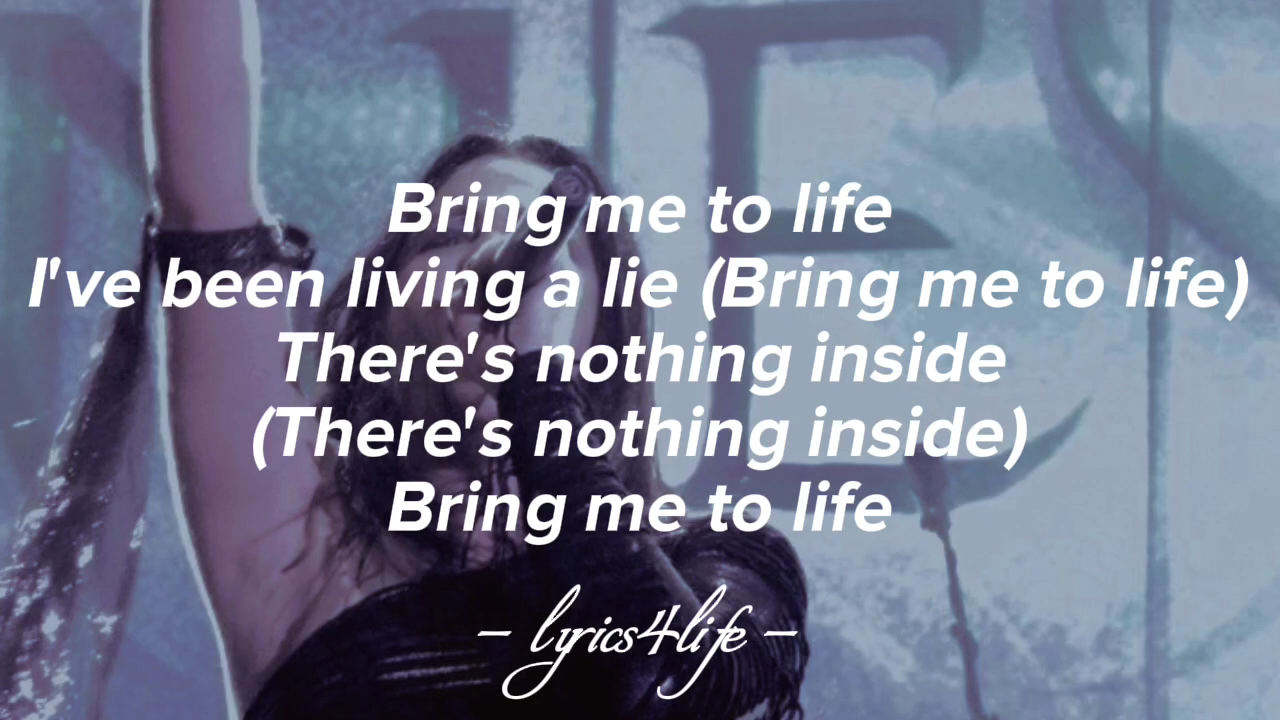 Bring me to life
I've been living a lie (Bring me to life)
There's nothing inside
(There's nothing inside)
Bring me to life
– lyrics4life –